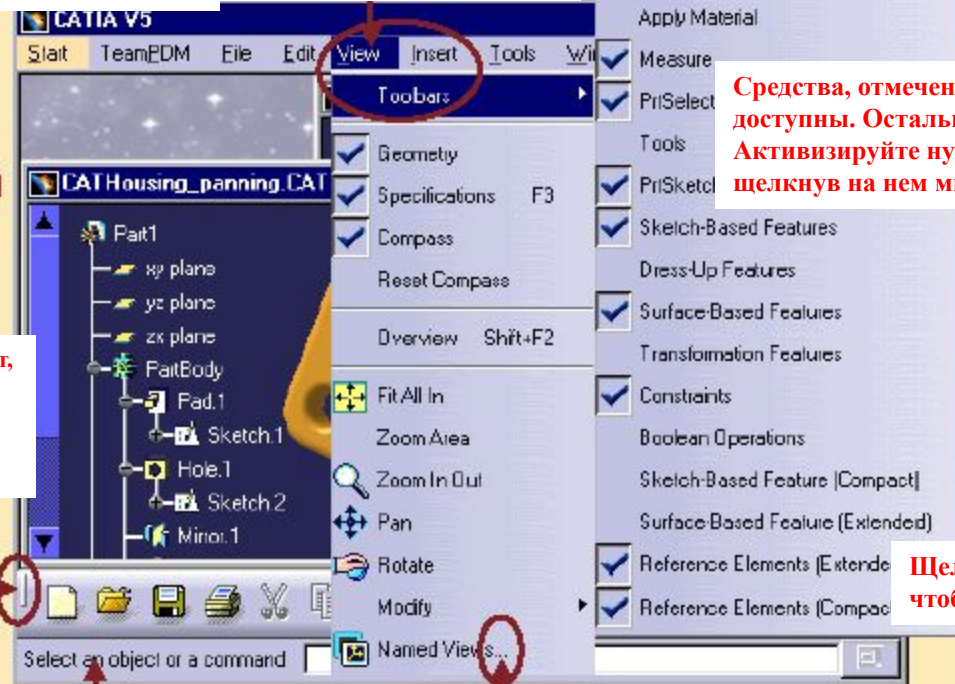 CATIA V5
Start TeamPDM File Edit View Insert Tools
Toobars
Geometry
Specifications F3
Compass
Reset Compass
Overview Shift+F2
Fit All In
Zoom Area
Zoom In Out
Pan
Rotate
Modify
Named Views...
Apply Material
Measure
PrtSelect
Tools
PrtSketch
Sketch-Based Features
Dress-Up Features
Surface-Based Features
Transformation Features
Constraints
Boolean Operations
Sketch-Based Feature (Compact)
Surface-Based Feature (Extended)
Reference Elements (Extende
Reference Elements (Compac
Средства, отмечен
доступны. Осталь
Активизируйте ну
щелкнув на нем м
CATHousing_panning.CAT
Part1
xy plane
yz plane
zx plane
PartBody
Pad.1
Sketch.1
Hole.1
Sketch.2
Mirror.1
Select an object or a command
чтоб